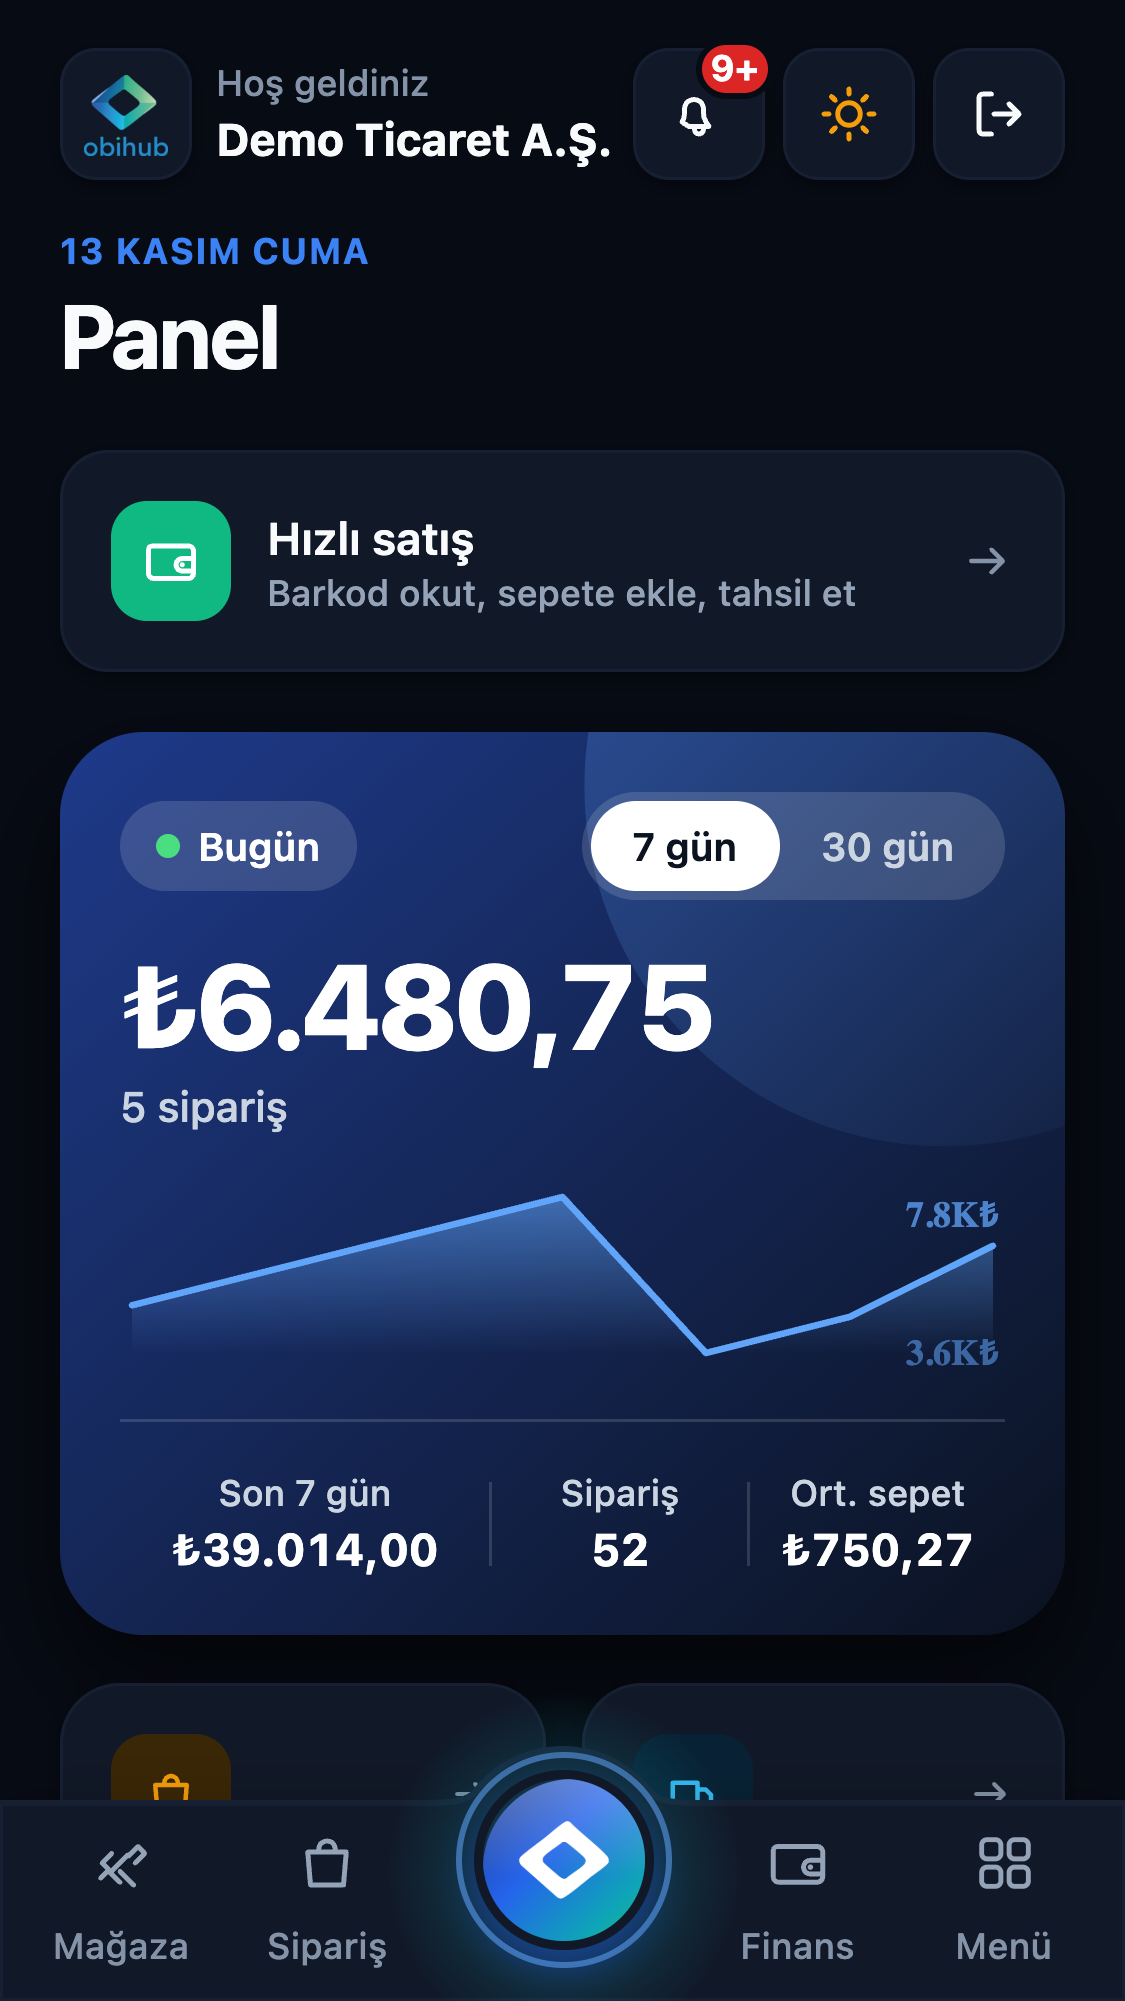 obihub
Hoş geldiniz
Demo Ticaret A.Ş.
9+
13 KASIM CUMA
Panel
Hızlı satış
Barkod okut, sepete ekle, tahsil et
Bugün
7 gün
30 gün
₺6.480,75
5 sipariş
7.8K₺
3.6K₺
Son 7 gün
₺39.014,00
Sipariş
52
Ort. sepet
₺750,27
Mağaza
Sipariş
Finans
Menü